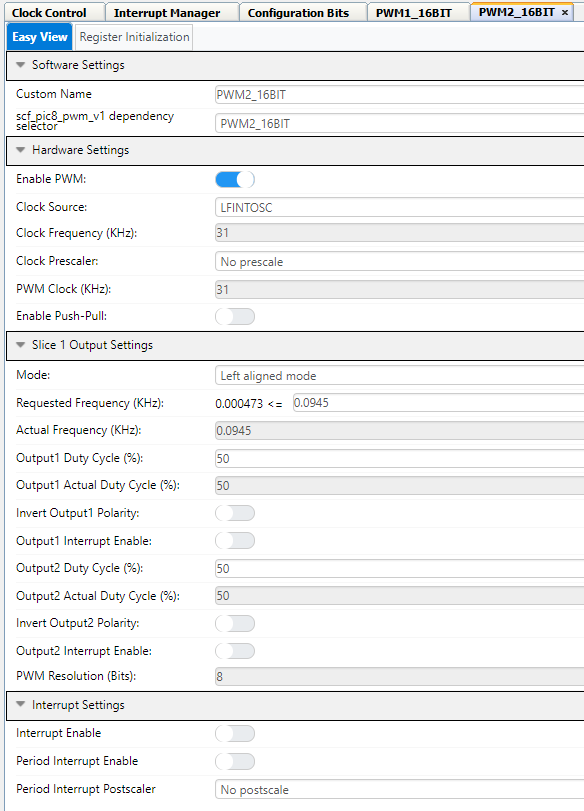 Clock Control Interrupt Manager Configuration Bits PWM1_16BIT PWM2_16BIT ×
Easy View Register Initialization
Software Settings
Custom Name PWM2_16BIT
scf_pic8_pwm_v1 dependency
selector PWM2_16BIT
Hardware Settings
Enable PWM:
Clock Source: LFINTOSC
Clock Frequency (KHz): 31
Clock Prescaler: No prescale
PWM Clock (KHz): 31
Enable Push-Pull:
Slice 1 Output Settings
Mode: Left aligned mode
Requested Frequency (KHz): 0.000473 <= 0.0945
Actual Frequency (KHz): 0.0945
Output1 Duty Cycle (%): 50
Output1 Actual Duty Cycle (%): 50
Invert Output1 Polarity:
Output1 Interrupt Enable:
Output2 Duty Cycle (%): 50
Output2 Actual Duty Cycle (%): 50
Invert Output2 Polarity:
Output2 Interrupt Enable:
PWM Resolution (Bits): 8
Interrupt Settings
Interrupt Enable
Period Interrupt Enable
Period Interrupt Postscaler No postscale